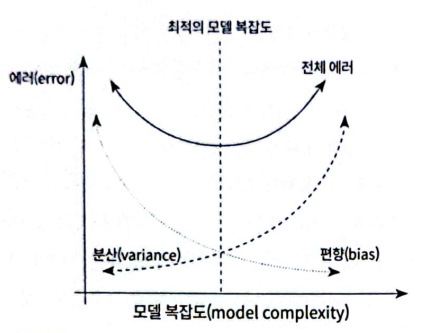 최적의 모델 복잡도
에러(error)
전체 에러
분산(variance)
편향(bias)
모델 복잡도(model complexity)